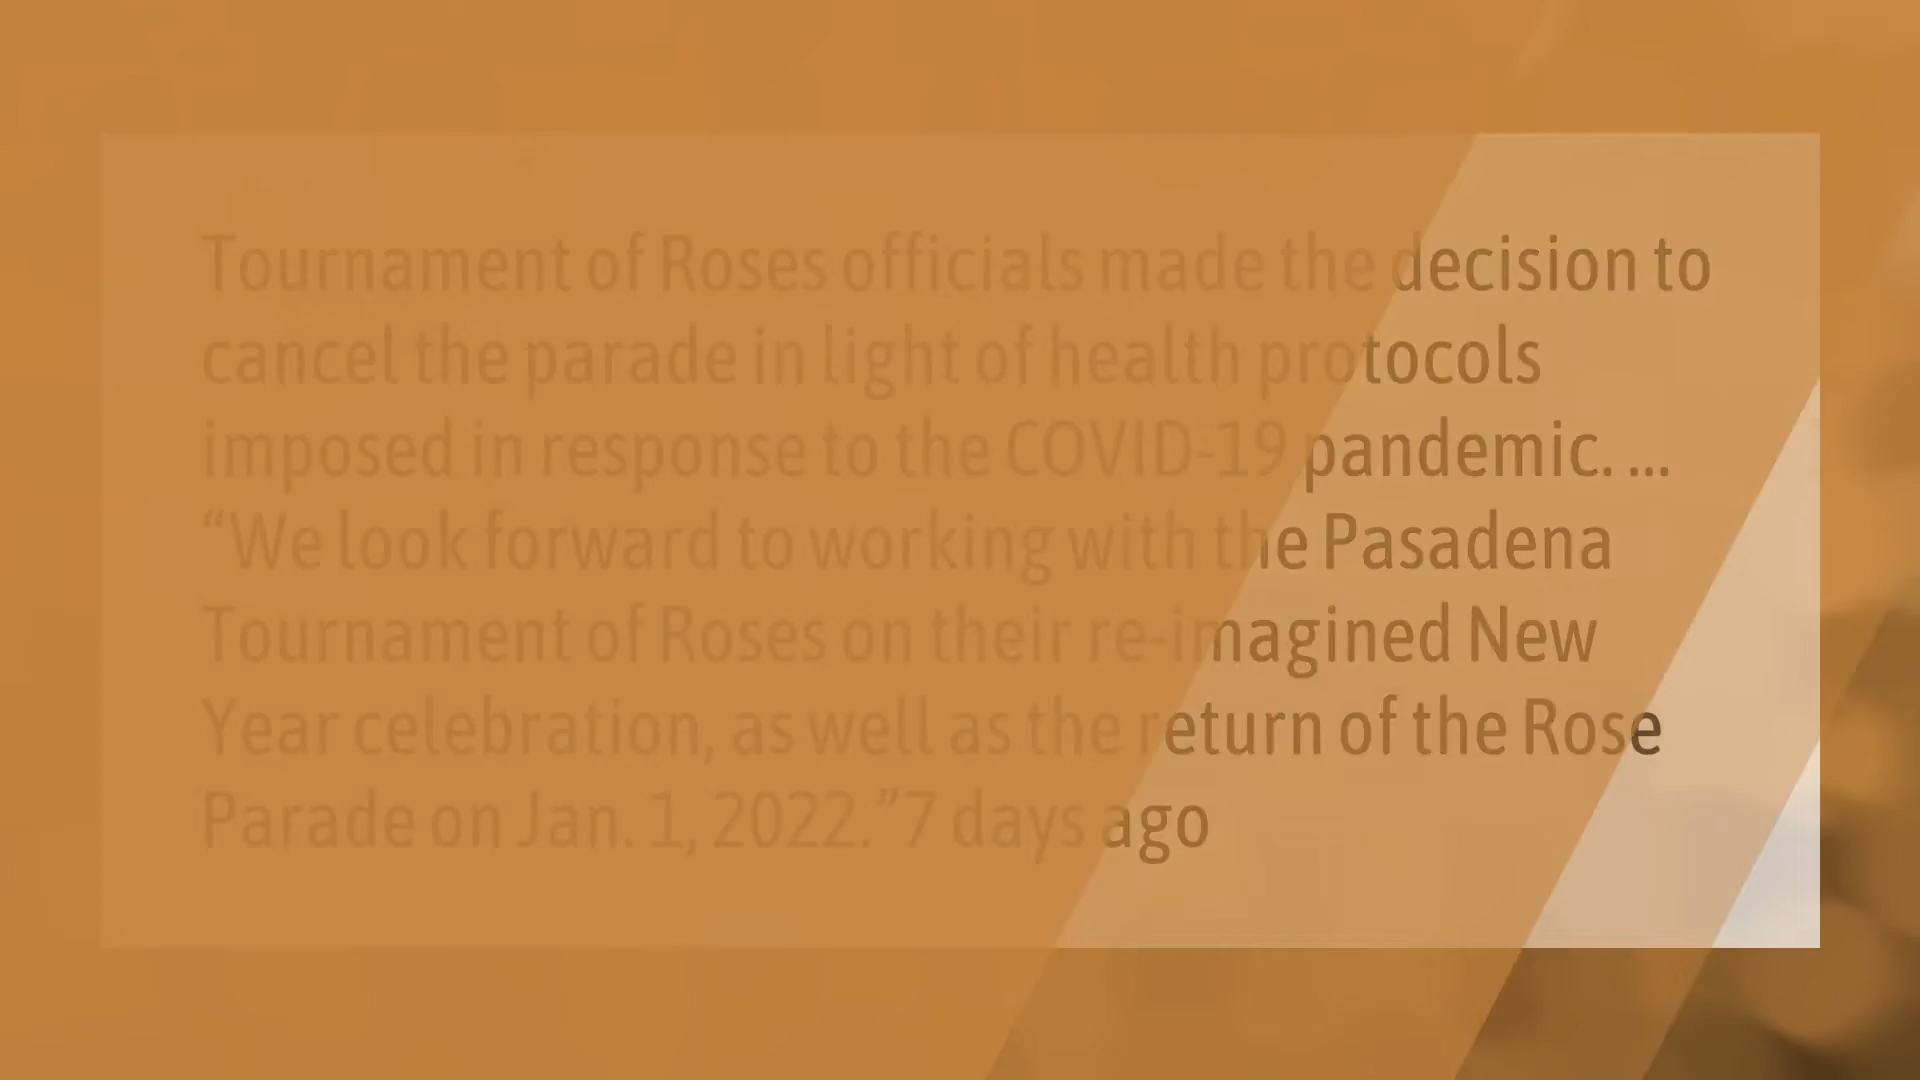 Tournament of Roses officials made the decision to
cancel the parade in light of health protocols
imposed in response to the COVID-19 pandemic. ...
“We look forward to working with the Pasadena
Tournament of Roses on their re-imagined New
Year celebration, as well as the return of the Rose
Parade on Jan. 1, 2022.”7 days ago